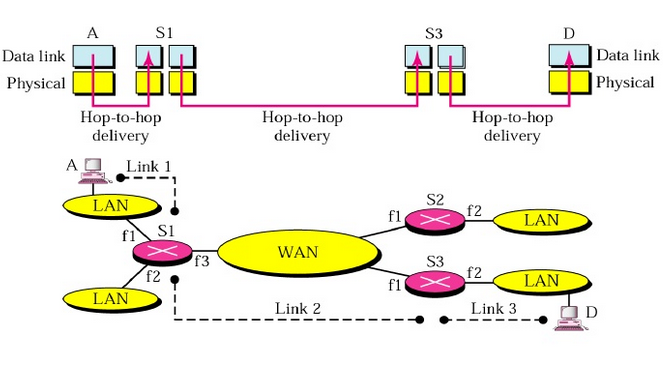 A S1 S3 D
Data link Data link
Physical Physical
Hop-to-hop Hop-to-hop Hop-to-hop
delivery delivery delivery
A Link 1
LAN
S2
f1 f2 LAN
f1 S1
f3 WAN
f2
S3
f1 f2 LAN
LAN
Link 2 Link 3
D